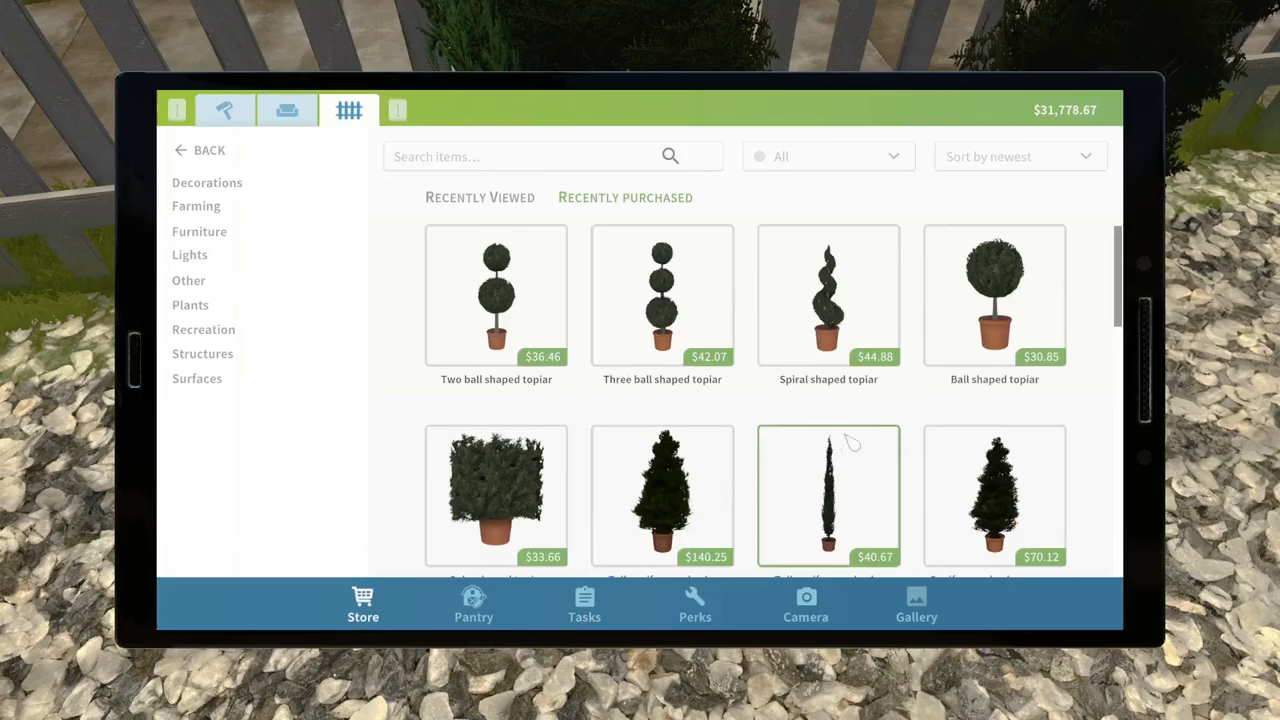 $31,778.67
BACK
Search items...
All
Sort by newest
Decorations
Farming
Furniture
Lights
Other
Plants
Recreation
Structures
Surfaces
RECENTLY VIEWED
RECENTLY PURCHASED
$36.46
$42.07
$44.88
$30.85
Two ball shaped topiar
Three ball shaped topiar
Spiral shaped topiar
Ball shaped topiar
$33.66
$140.25
$40.67
$70.12
Store
Pantry
Tasks
Perks
Camera
Gallery